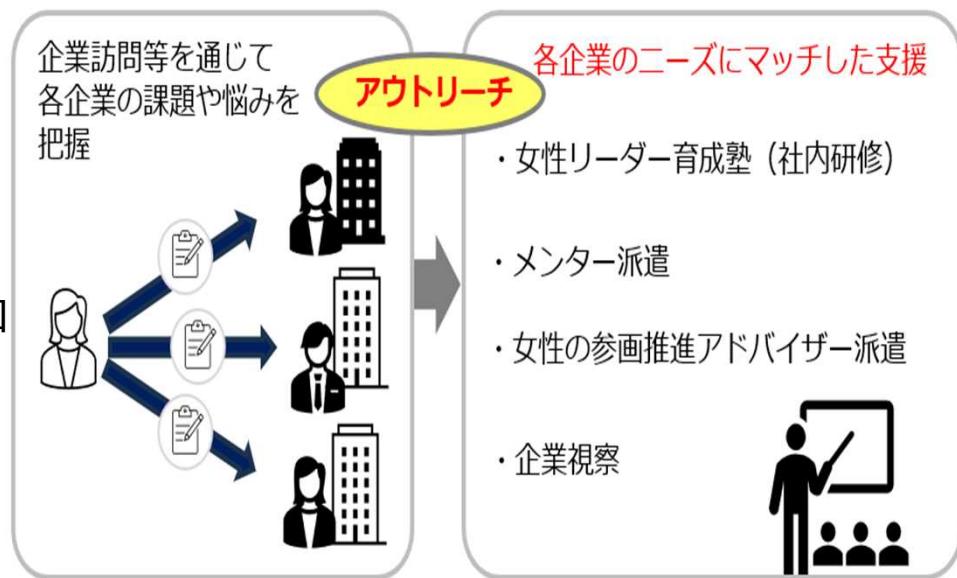 企業訪問等を通じて
各企業の課題や悩みを
把握
アウトリーチ
各企業のニーズにマッチした支援
・女性リーダー育成塾（社内研修）
・メンター派遣
・女性の参画推進アドバイザー派遣
・企業視察